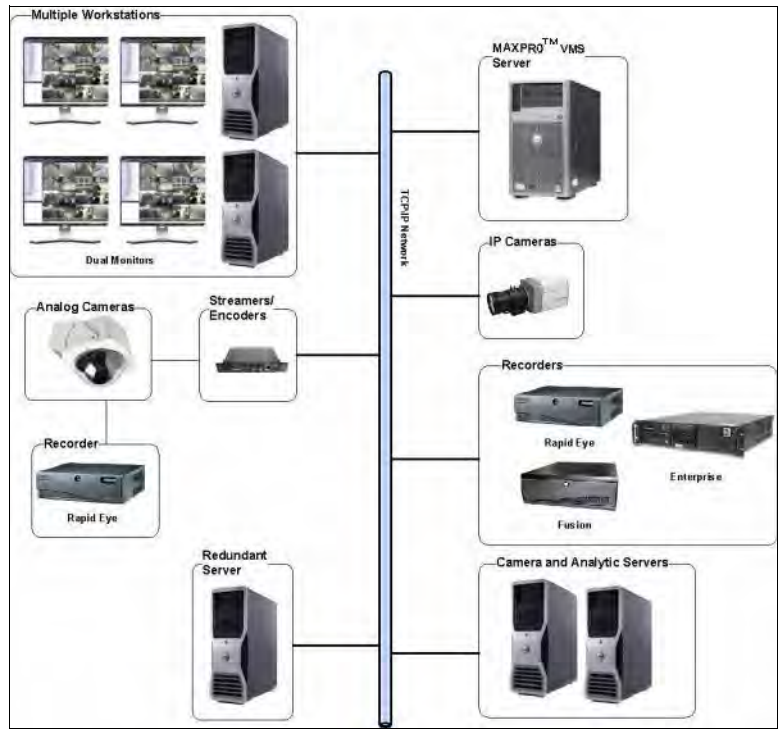 Multiple Workstations
Dual Monitors
MAXPRO™ VMS
Server
TCP/IP Network
IP Cameras
Analog Cameras
Streamers/
Encoders
Recorder
Rapid Eye
Recorders
Rapid Eye
Enterprise
Fusion
Redundant
Server
Camera and Analytic Servers